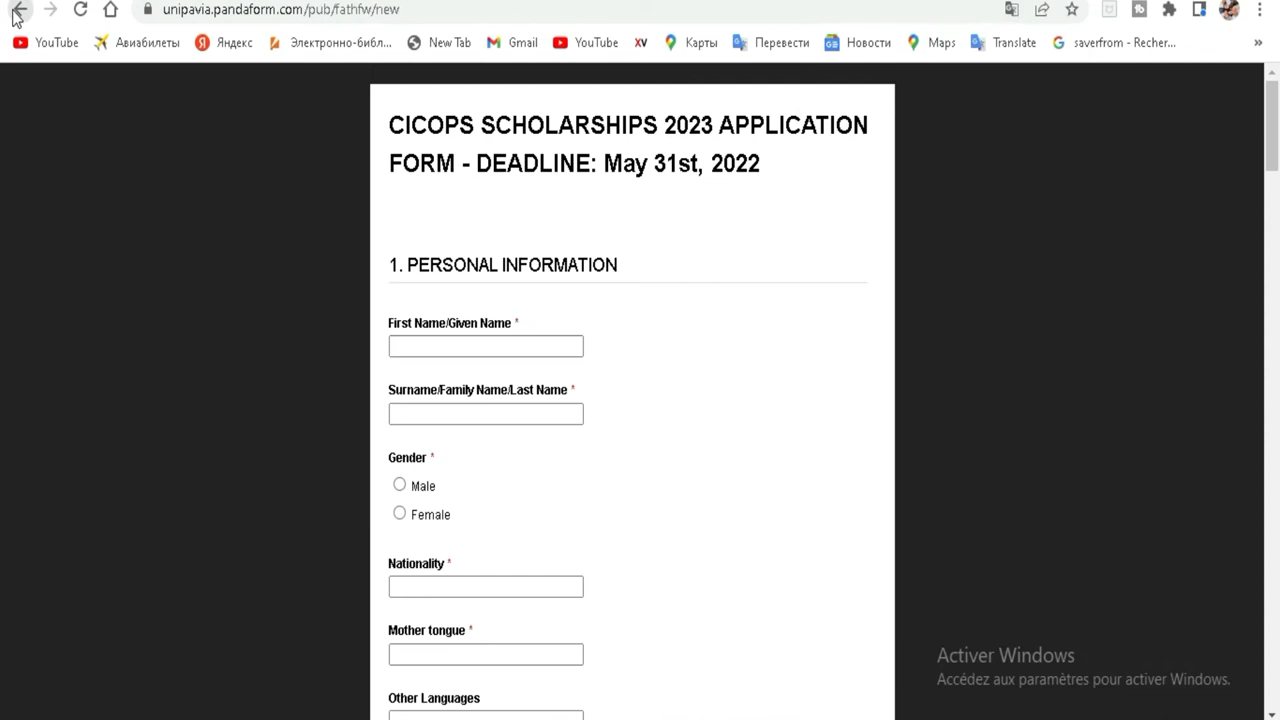 unipavia.pandaform.com/pub/fathfw/new
YouTube Авиабилеты Яндекс Электронно-библ... New Tab Gmail YouTube XV Карты Перевести Новости Maps Translate saverfrom - Recher... »
CICOPS SCHOLARSHIPS 2023 APPLICATION
FORM - DEADLINE: May 31st, 2022
1. PERSONAL INFORMATION
First Name/Given Name *
Surname/Family Name/Last Name *
Gender *
Male
Female
Nationality *
Mother tongue *
Other Languages
Activer Windows
Accédez aux paramètres pour activer Windows.